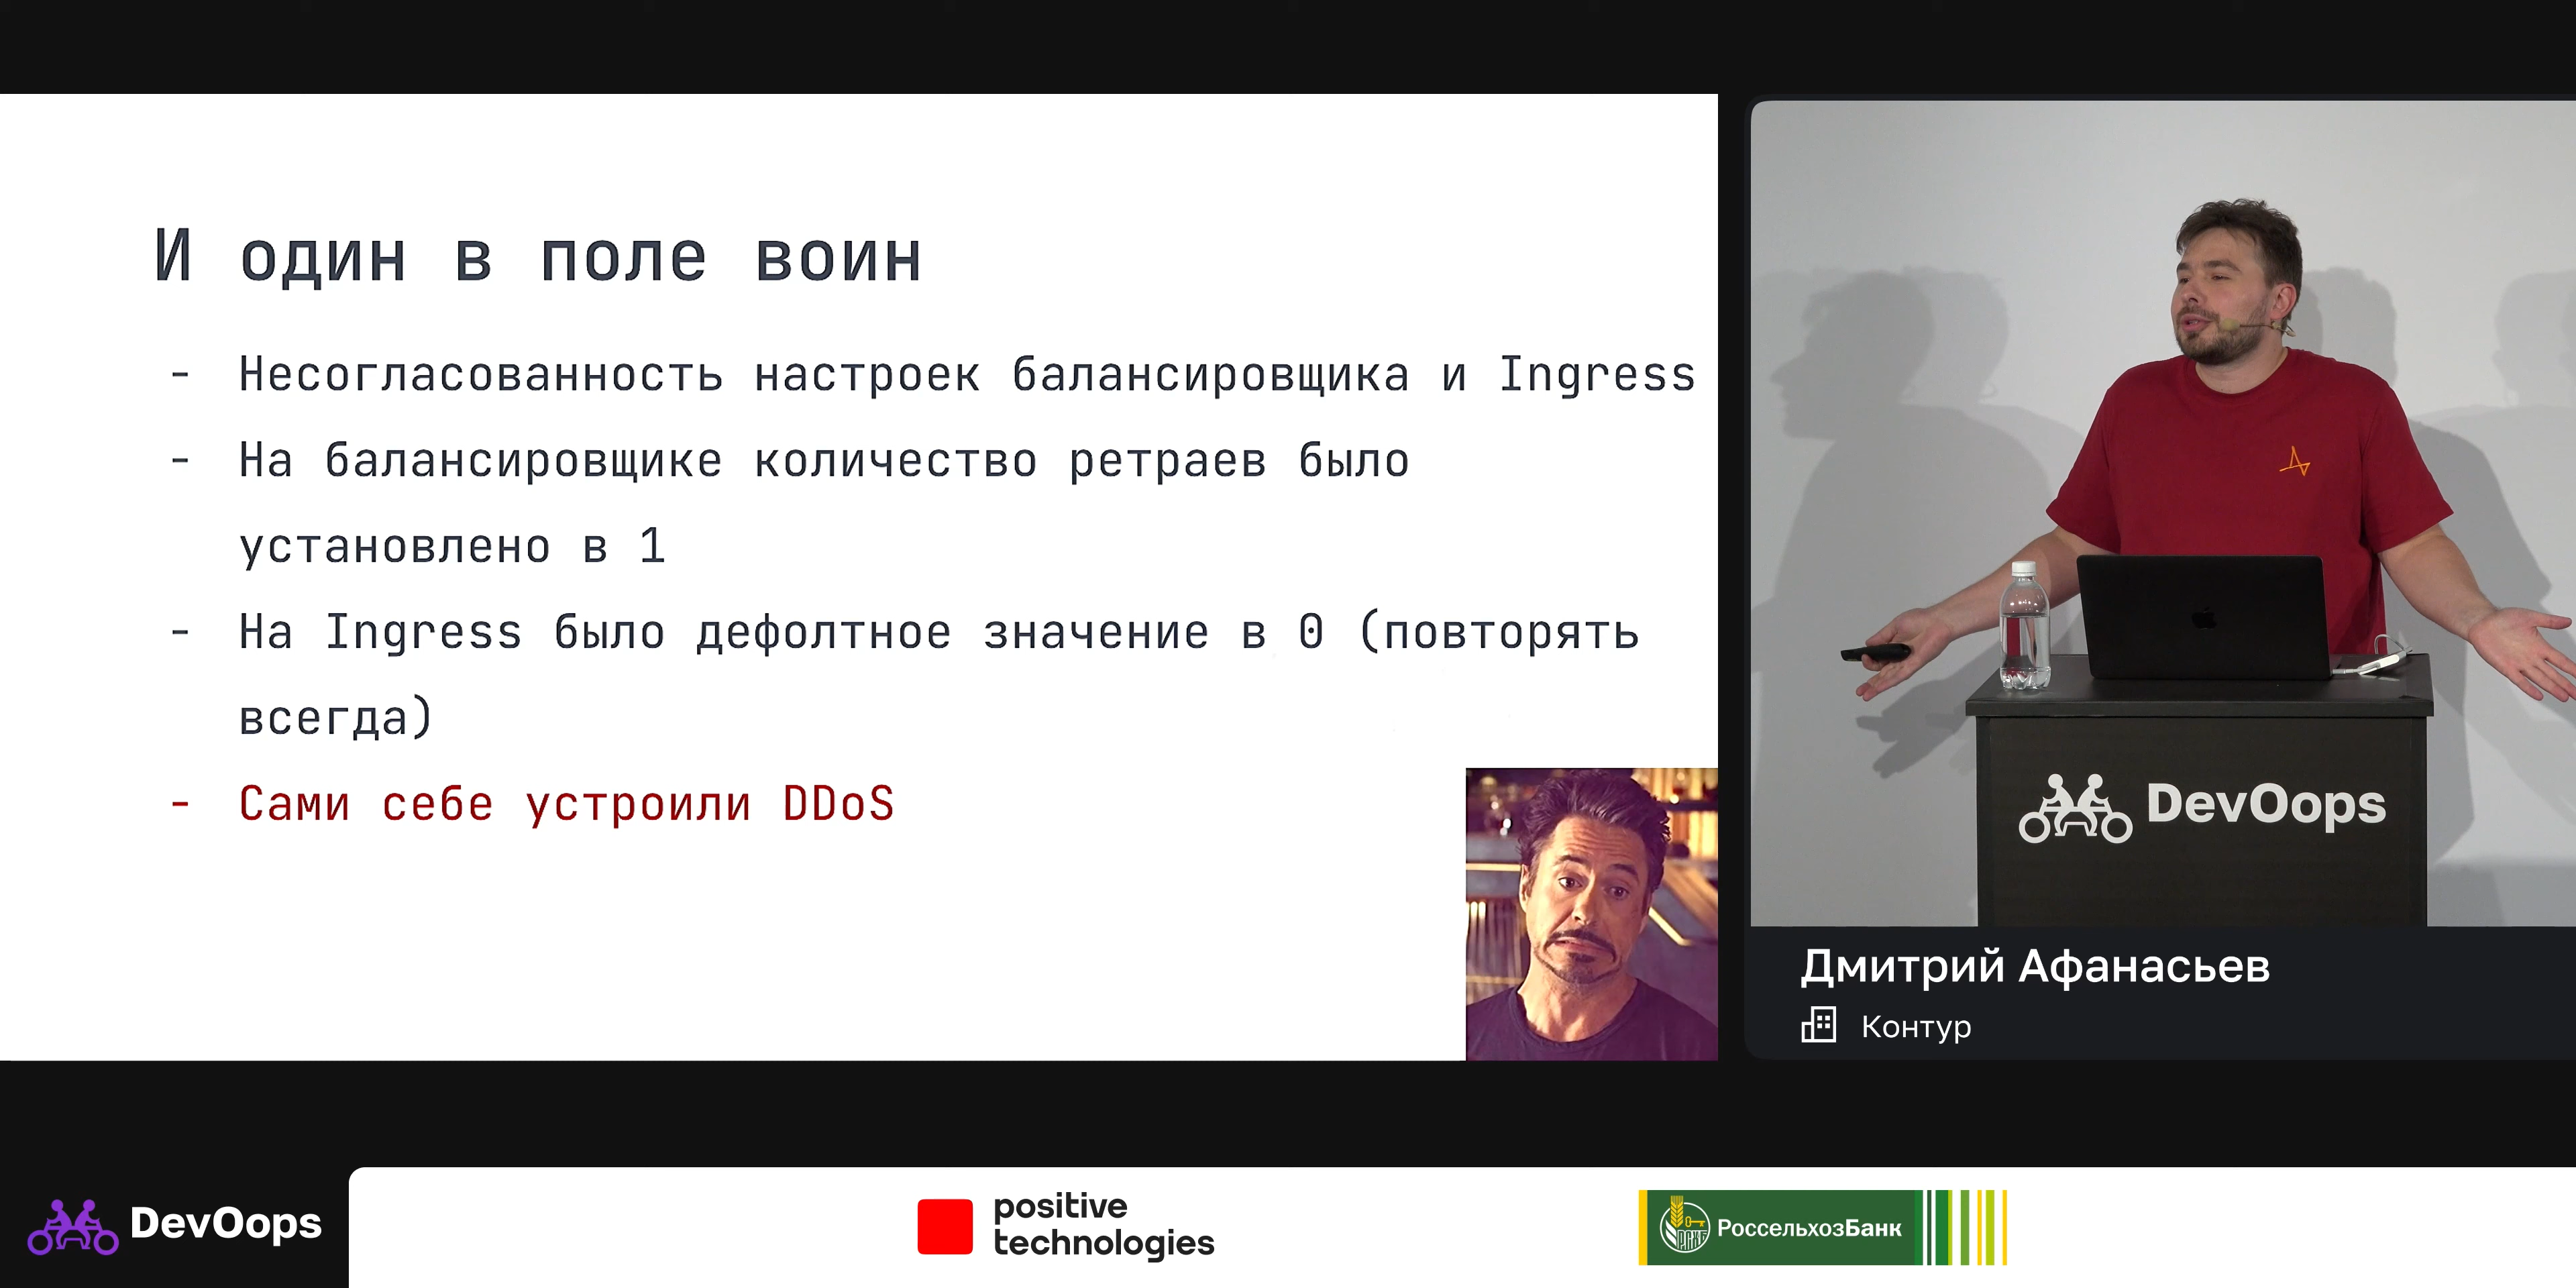 И один в поле воин
- Несогласованность настроек балансировщика и Ingress
- На балансировщике количество ретраев было
установлено в 1
- На Ingress было дефолтное значение в 0 (повторять
всегда)
- Сами себе устроили DDoS
DevOops
Дмитрий Афанасьев
Контур
DevOops
positive
technologies
РСХБ
РоссельхозБанк